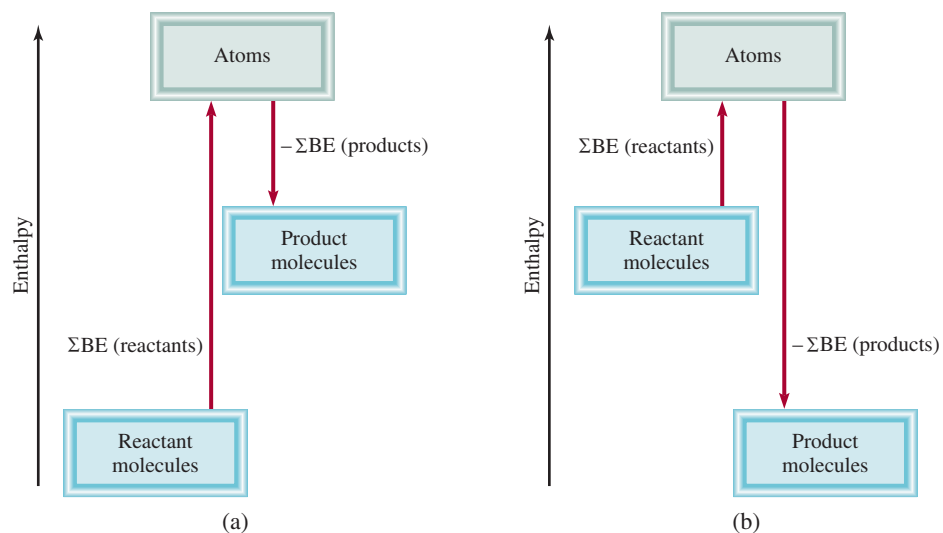 Atoms
– ΣBE (products)
Product
molecules
Enthalpy
ΣBE (reactants)
Reactant
molecules
(a)
Atoms
ΣBE (reactants)
Reactant
molecules
Enthalpy
– ΣBE (products)
Product
molecules
(b)